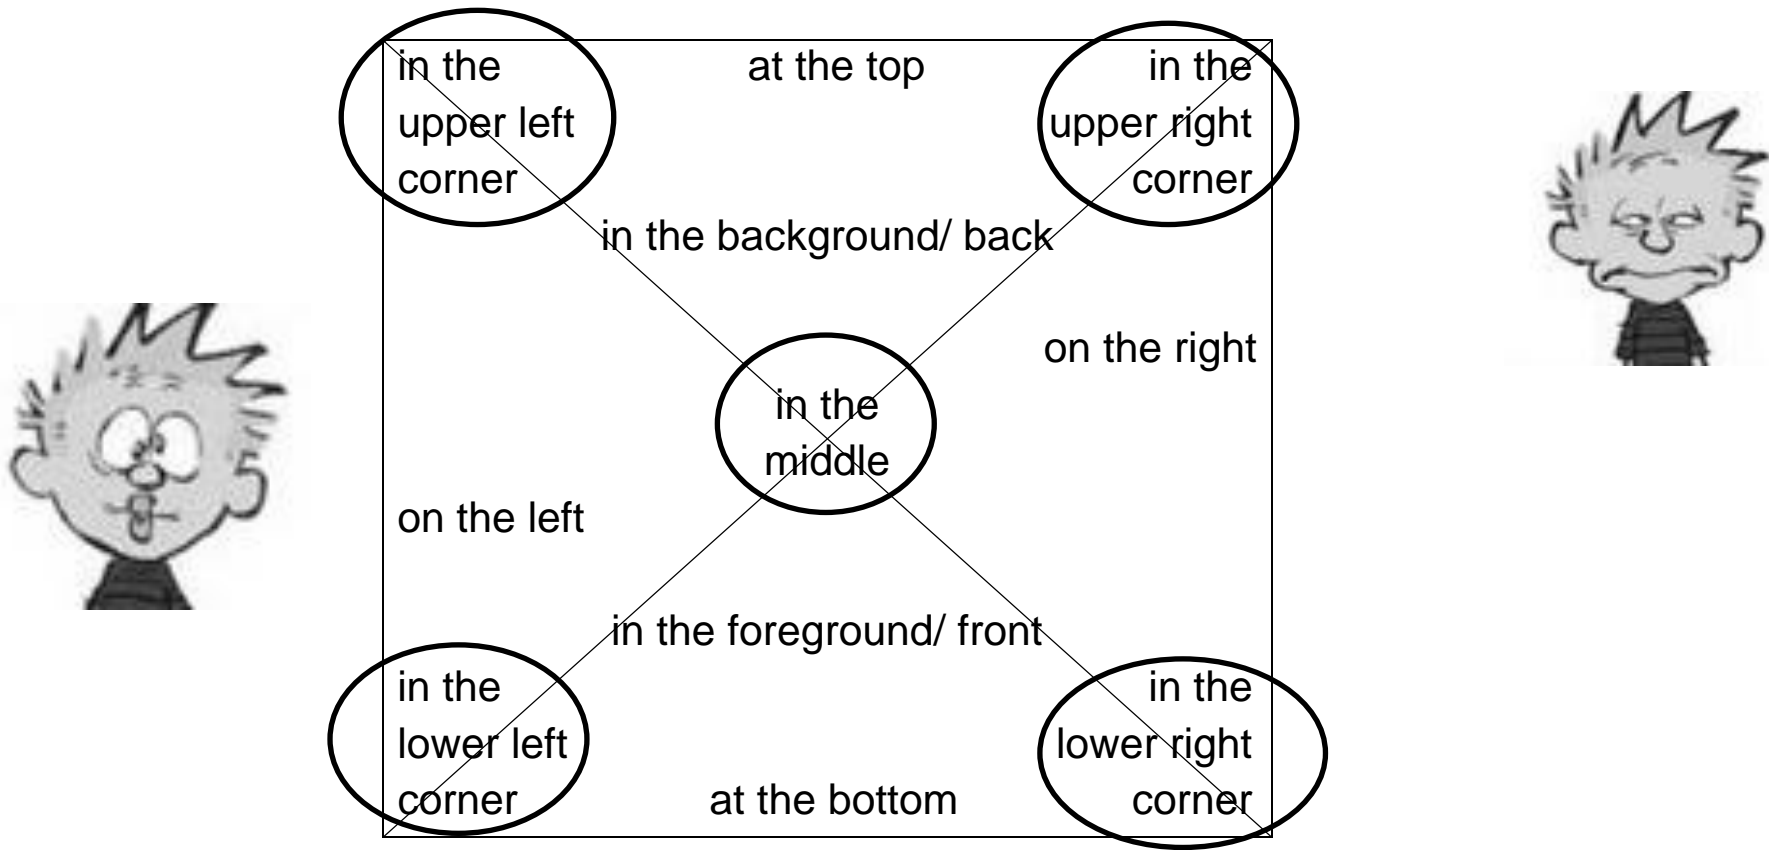 in the
upper left
corner
at the top
in the
upper right
corner
in the background/ back
on the right
in the
middle
on the left
in the foreground/ front
in the
lower left
corner
at the bottom
in the
lower right
corner